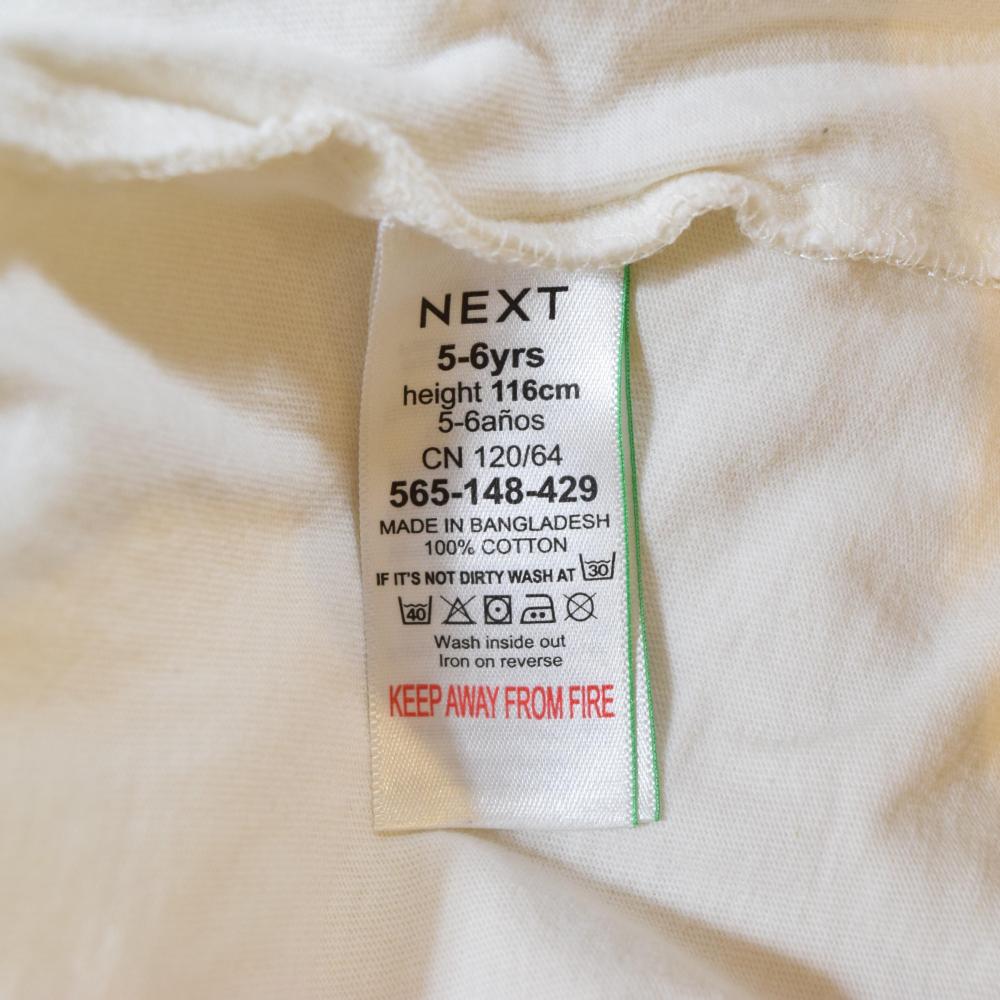 NEXT
5-6yrs
height 116cm
5-6años
CN 120/64
565-148-429
MADE IN BANGLADESH
100% COTTON
IF IT'S NOT DIRTY WASH AT 30
40
Wash inside out
Iron on reverse
KEEP AWAY FROM FIRE